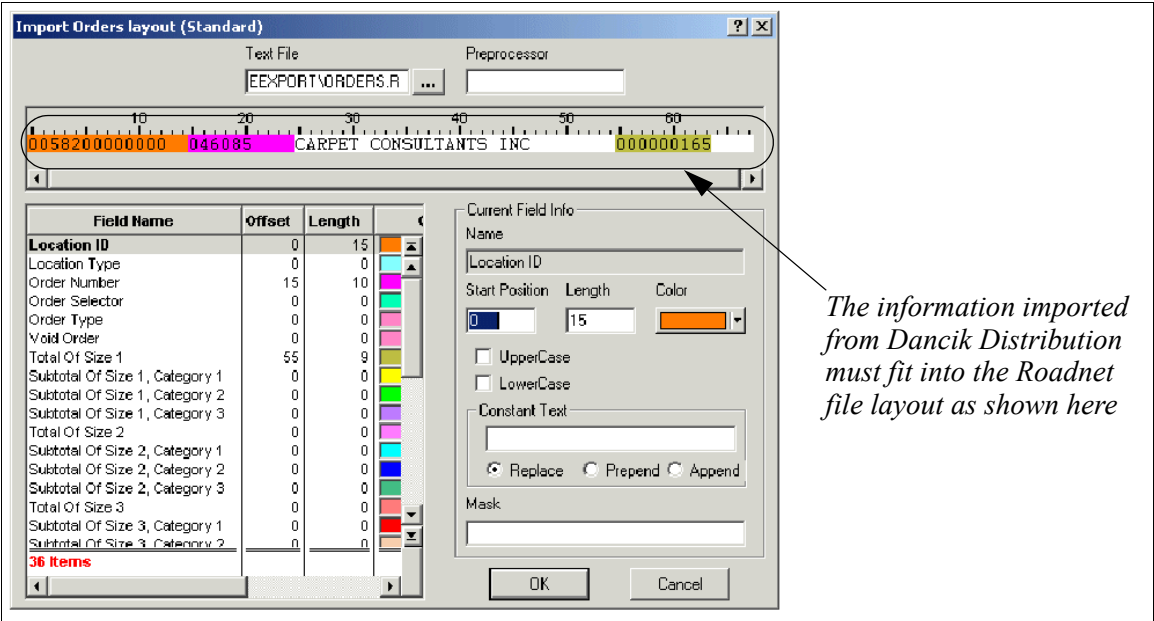 Import Orders layout (Standard)
Text File Preprocessor
EEXPORT\ORDERS.R ...
10 20 30 40 50 60
0058200000000 046085 CARPET CONSULTANTS INC 000000165
Field Name Offset Length
Location ID 0 15
Location Type 0 0
Order Number 15 10
Order Selector 0 0
Order Type 0 0
Void Order 0 0
Total Of Size 1 55 9
Subtotal Of Size 1, Category 1 0 0
Subtotal Of Size 1, Category 2 0 0
Subtotal Of Size 1, Category 3 0 0
Total Of Size 2 0 0
Subtotal Of Size 2, Category 1 0 0
Subtotal Of Size 2, Category 2 0 0
Subtotal Of Size 2, Category 3 0 0
Total Of Size 3 0 0
Subtotal Of Size 3, Category 1 0 0
Subtotal Of Size 3, Category 2 0 0
36 Items
Current Field Info
Name
Location ID
Start Position Length Color
0 15
UpperCase
LowerCase
Constant Text
Replace Prepend Append
Mask
OK Cancel
The information imported
from Dancik Distribution
must fit into the Roadnet
file layout as shown here